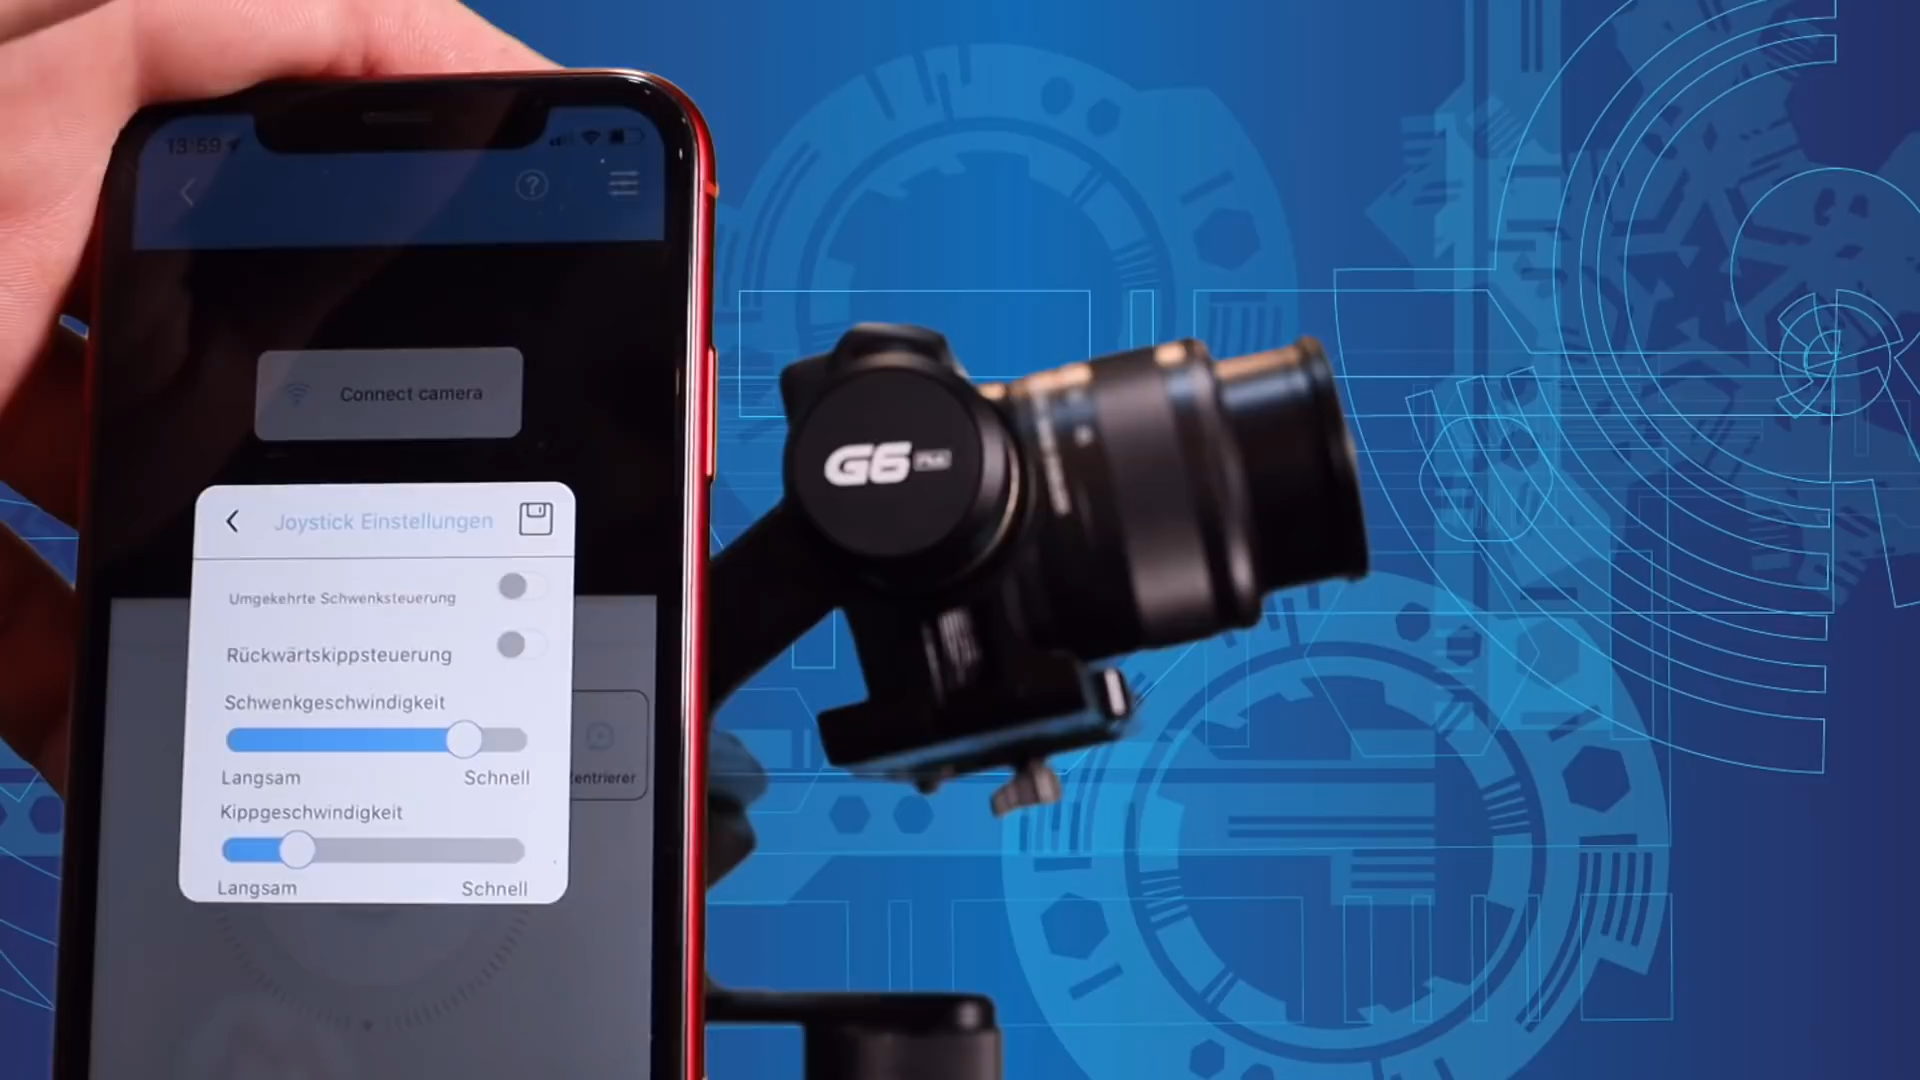 13:59
?
Connect camera
Joystick Einstellungen
Umgekehrte Schwenksteuerung
Rückwärtskippsteuerung
Schwenkgeschwindigkeit
Langsam Schnell
entrierer
Kippgeschwindigkeit
Langsam Schnell
G6